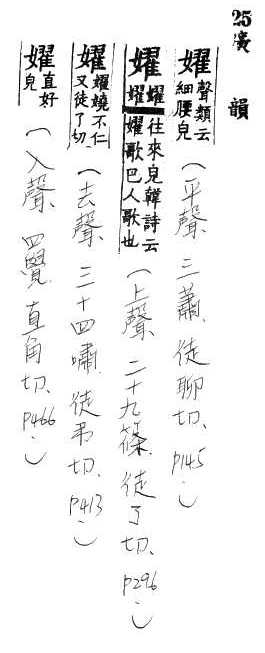 25廣韻
嬥聲類云細腰皃(平聲 三蕭、徒聊切、P145.)
嬥嬥嬥往來皃韓詩云嬥歌巴人歌也(上聲 二十九篠、徒了切、P296.)
嬥嬥嬈不仁又徒了切(去聲 三十四嘯、徒弔切、P413.)
嬥直好皃(入聲 四覺、直角切、P466.)